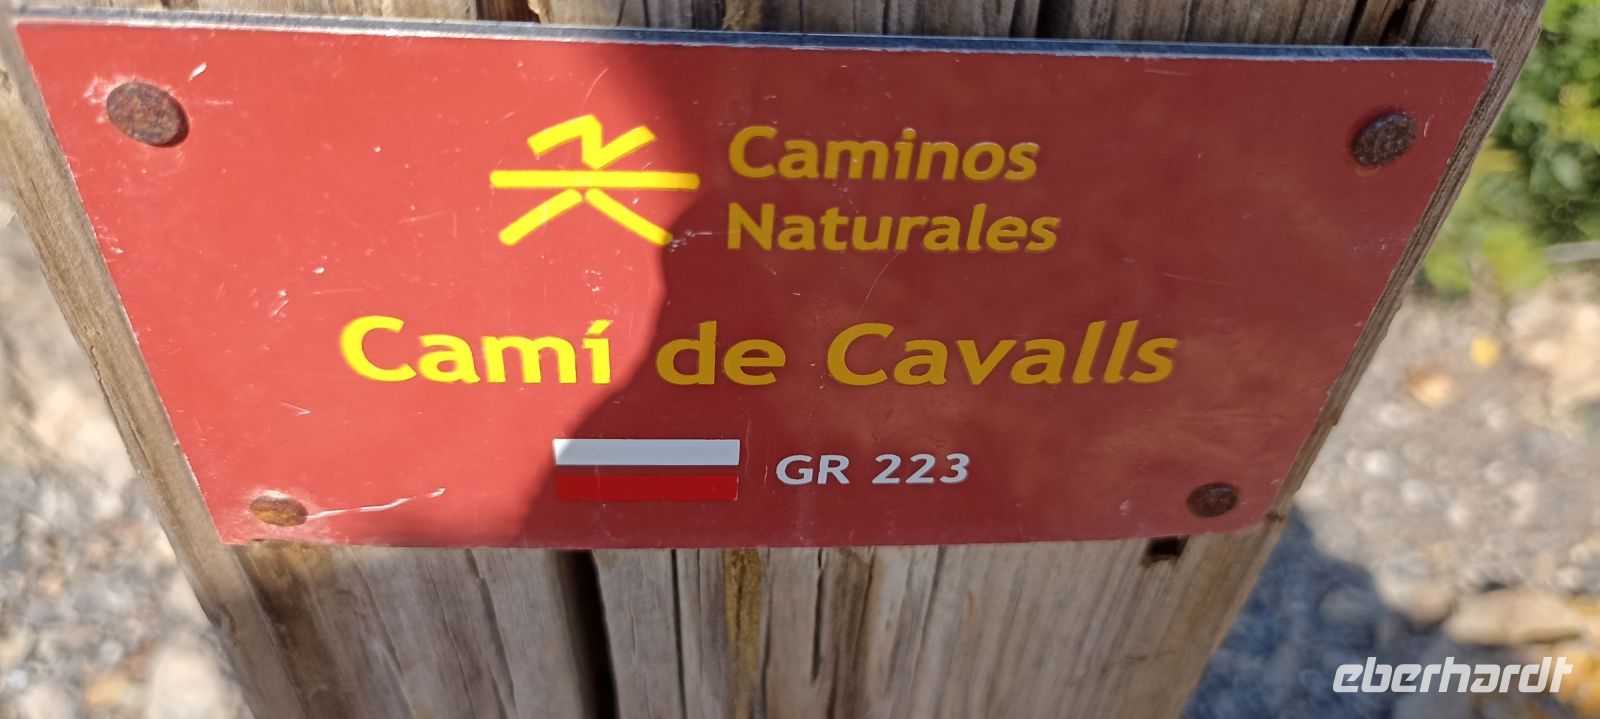 Caminos
Naturales
Camí de Cavalls
GR 223
eberhardt